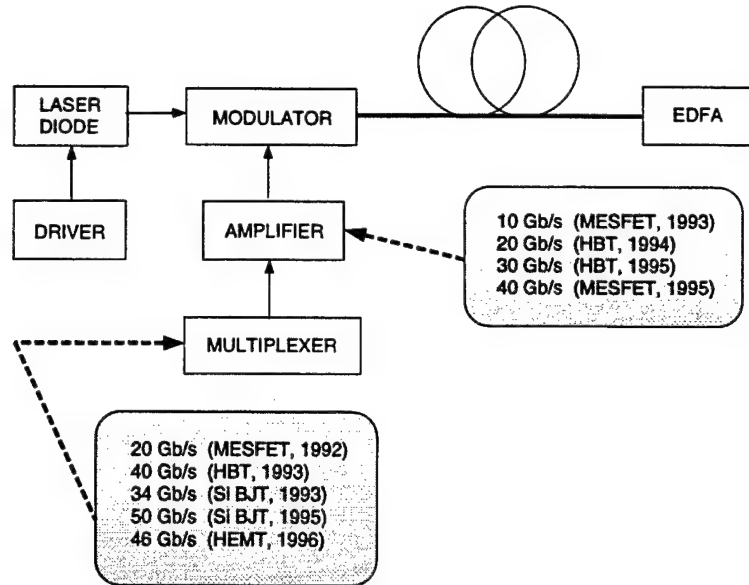 LASER
DIODE
MODULATOR
EDFA
DRIVER
AMPLIFIER
10 Gb/s (MESFET, 1993)
20 Gb/s (HBT, 1994)
30 Gb/s (HBT, 1995)
40 Gb/s (MESFET, 1995)
MULTIPLEXER
20 Gb/s (MESFET, 1992)
40 Gb/s (HBT, 1993)
34 Gb/s (Si BJT, 1993)
50 Gb/s (Si BJT, 1995)
46 Gb/s (HEMT, 1996)